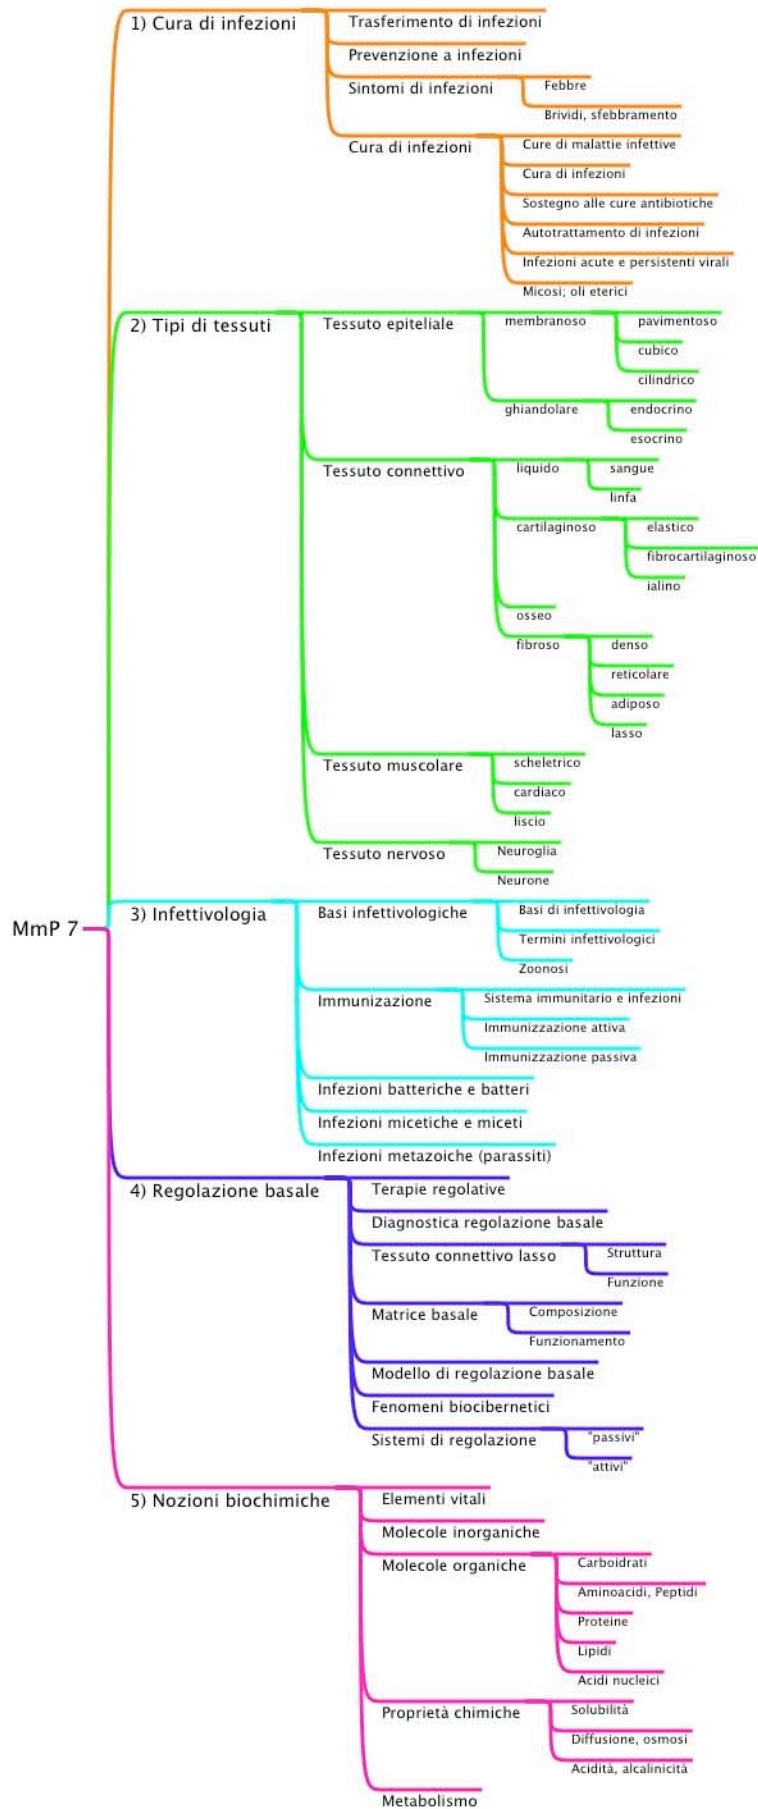 1) Cura di infezioni
Trasferimento di infezioni
Prevenzione a infezioni
Sintomi di infezioni
Febbre
Brividi, sfebbramento
Cura di infezioni
Cure di malattie infettive
Cura di infezioni
Sostegno alle cure antibiotiche
Autotrattamento di infezioni
Infezioni acute e persistenti virali
Micosi; oli eterici
2) Tipi di tessuti
Tessuto epiteliale
membranoso
pavimentoso
cubico
cilindrico
ghiandolare
endocrino
esocrino
Tessuto connettivo
liquido
sangue
linfa
cartilaginoso
elastico
fibrocartilaginoso
ialino
osseo
fibroso
denso
reticolare
adiposo
lasso
Tessuto muscolare
scheletrico
cardiaco
liscio
Tessuto nervoso
Neuroglia
Neurone
MmP 7
3) Infettivologia
Basi infettivologiche
Basi di infettivologia
Termini infettivologici
Zoonosi
Immunizazione
Sistema immunitario e infezioni
Immunizzazione attiva
Immunizzazione passiva
Infezioni batteriche e batteri
Infezioni micetiche e miceti
Infezioni metazoiche (parassiti)
4) Regolazione basale
Terapie regolative
Diagnostica regolazione basale
Tessuto connettivo lasso
Struttura
Funzione
Matrice basale
Composizione
Funzionamento
Modello di regolazione basale
Fenomeni biocibernetici
Sistemi di regolazione
"passivi"
"attivi"
5) Nozioni biochimiche
Elementi vitali
Molecole inorganiche
Molecole organiche
Carboidrati
Aminoacidi, Peptidi
Proteine
Lipidi
Acidi nucleici
Proprietà chimiche
Solubilità
Diffusione, osmosi
Acidità, alcalinicità
Metabolismo